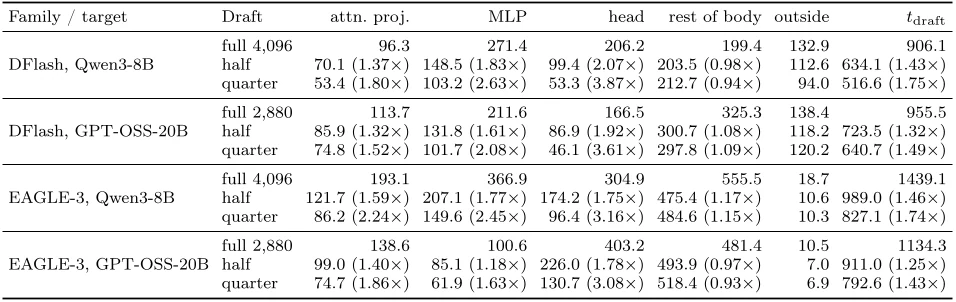 Family / target Draft attn. proj. MLP head rest of body outside t_draft
full 4,096 96.3 271.4 206.2 199.4 132.9 906.1
DFlash, Qwen3-8B half 70.1 (1.37×) 148.5 (1.83×) 99.4 (2.07×) 203.5 (0.98×) 112.6 634.1 (1.43×)
quarter 53.4 (1.80×) 103.2 (2.63×) 53.3 (3.87×) 212.7 (0.94×) 94.0 516.6 (1.75×)
full 2,880 113.7 211.6 166.5 325.3 138.4 955.5
DFlash, GPT-OSS-20B half 85.9 (1.32×) 131.8 (1.61×) 86.9 (1.92×) 300.7 (1.08×) 118.2 723.5 (1.32×)
quarter 74.8 (1.52×) 101.7 (2.08×) 46.1 (3.61×) 297.8 (1.09×) 120.2 640.7 (1.49×)
full 4,096 193.1 366.9 304.9 555.5 18.7 1439.1
EAGLE-3, Qwen3-8B half 121.7 (1.59×) 207.1 (1.77×) 174.2 (1.75×) 475.4 (1.17×) 10.6 989.0 (1.46×)
quarter 86.2 (2.24×) 149.6 (2.45×) 96.4 (3.16×) 484.6 (1.15×) 10.3 827.1 (1.74×)
full 2,880 138.6 100.6 403.2 481.4 10.5 1134.3
EAGLE-3, GPT-OSS-20B half 99.0 (1.40×) 85.1 (1.18×) 226.0 (1.78×) 493.9 (0.97×) 7.0 911.0 (1.25×)
quarter 74.7 (1.86×) 61.9 (1.63×) 130.7 (3.08×) 518.4 (0.93×) 6.9 792.6 (1.43×)